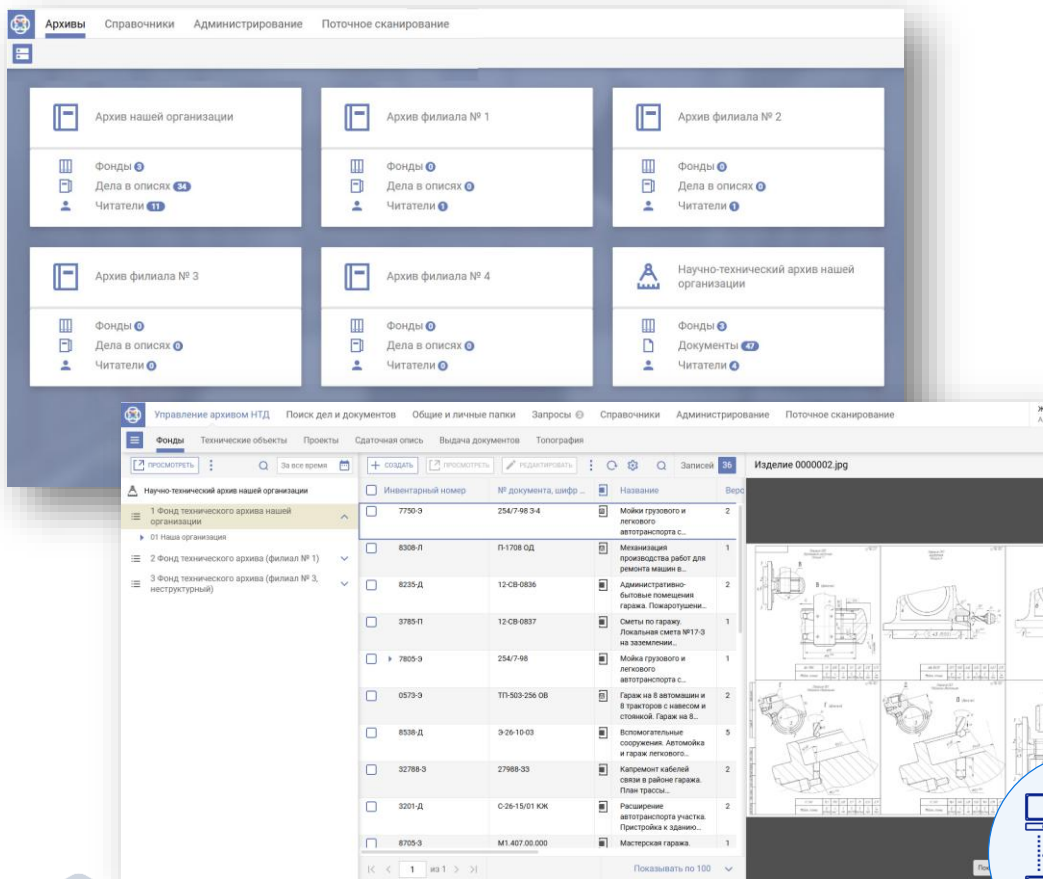 Архивы Справочники Администрирование Поточное сканирование
Архив нашей организации
Фонды 3
Дела в описях 34
Читатели 11
Архив филиала № 1
Фонды 0
Дела в описях 0
Читатели 1
Архив филиала № 2
Фонды 0
Дела в описях 0
Читатели 0
Архив филиала № 3
Фонды 0
Дела в описях 0
Читатели 0
Архив филиала № 4
Фонды 0
Дела в описях 0
Читатели 0
Научно-технический архив нашей
организации
Фонды 3
Документы 47
Читатели 4
Управление архивом НТД Поиск дел и документов Общие и личные папки Запросы Справочники Администрирование Поточное сканирование
Фонды Технические объекты Проекты Сдаточная опись Выдача документов Топография
ПРОСМОТРЕТЬ За все время
Научно-технический архив нашей организации
1 Фонд технического архива нашей
организации
01 Наша организация
2 Фонд технического архива (филиал № 1)
3 Фонд технического архива (филиал № 3,
неструктурный)
+ СОЗДАТЬ ПРОСМОТРЕТЬ РЕДАКТИРОВАТЬ Записей 36
Инвентарный номер № документа, шифр ... Название Верс
7750-Э 254/7-98 Э-4 Мойки грузового и 2
легкового
автотранспорта с...
8308-Л П-1708 ОД Механизация 1
производства работ для
ремонта машин в...
8235-Д 12-СВ-0836 Административно- 2
бытовые помещения
гаража. Пожаротушени...
3785-П 12-СВ-0837 Сметы по гаражу. 1
Локальная смета №17-3
на заземлении...
7805-Э 254/7-98 Мойка грузового и 1
легкового
автотранспорта с...
0573-Э ТП-503-256 ОВ Гараж на 8 автомашин и 2
8 тракторов с навесом и
стоянкой. Гараж на 8...
8538-Д Э-26-10-03 Вспомогательные 5
сооружения. Автомойка
и гараж легкового...
32788-Э 27988-33 Капремонт кабелей 2
связи в районе гаража.
План трассы...
3201-Д С-26-15/01 КЖ Расширение 2
автотранспорта участка.
Пристройка к зданию...
8705-3 М1.407.00.000 Мастерская гаража. 1
1 из 1 Показывать по 100
Изделие 0000002.jpg